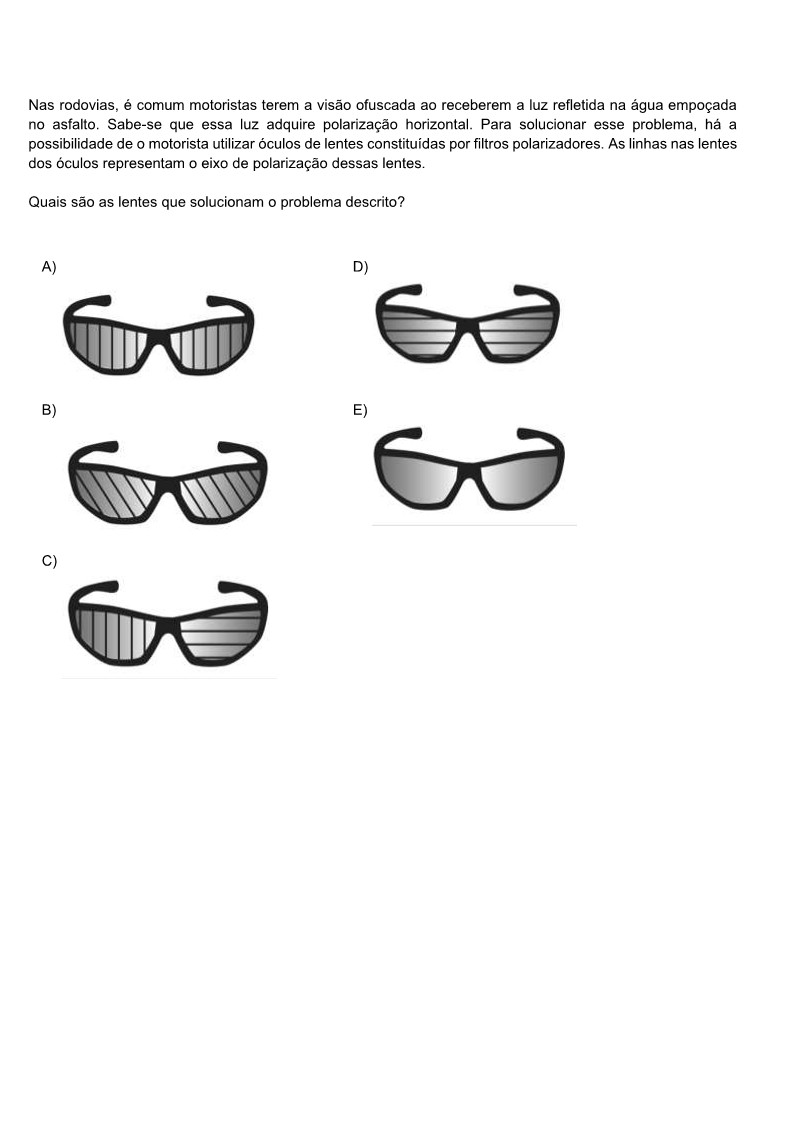 Nas rodovias, é comum motoristas terem a visão ofuscada ao receberem a luz refletida na água empoçada
no asfalto. Sabe-se que essa luz adquire polarização horizontal. Para solucionar esse problema, há a
possibilidade de o motorista utilizar óculos de lentes constituídas por filtros polarizadores. As linhas nas lentes
dos óculos representam o eixo de polarização dessas lentes.
Quais são as lentes que solucionam o problema descrito?
A)
B)
C)
D)
E)